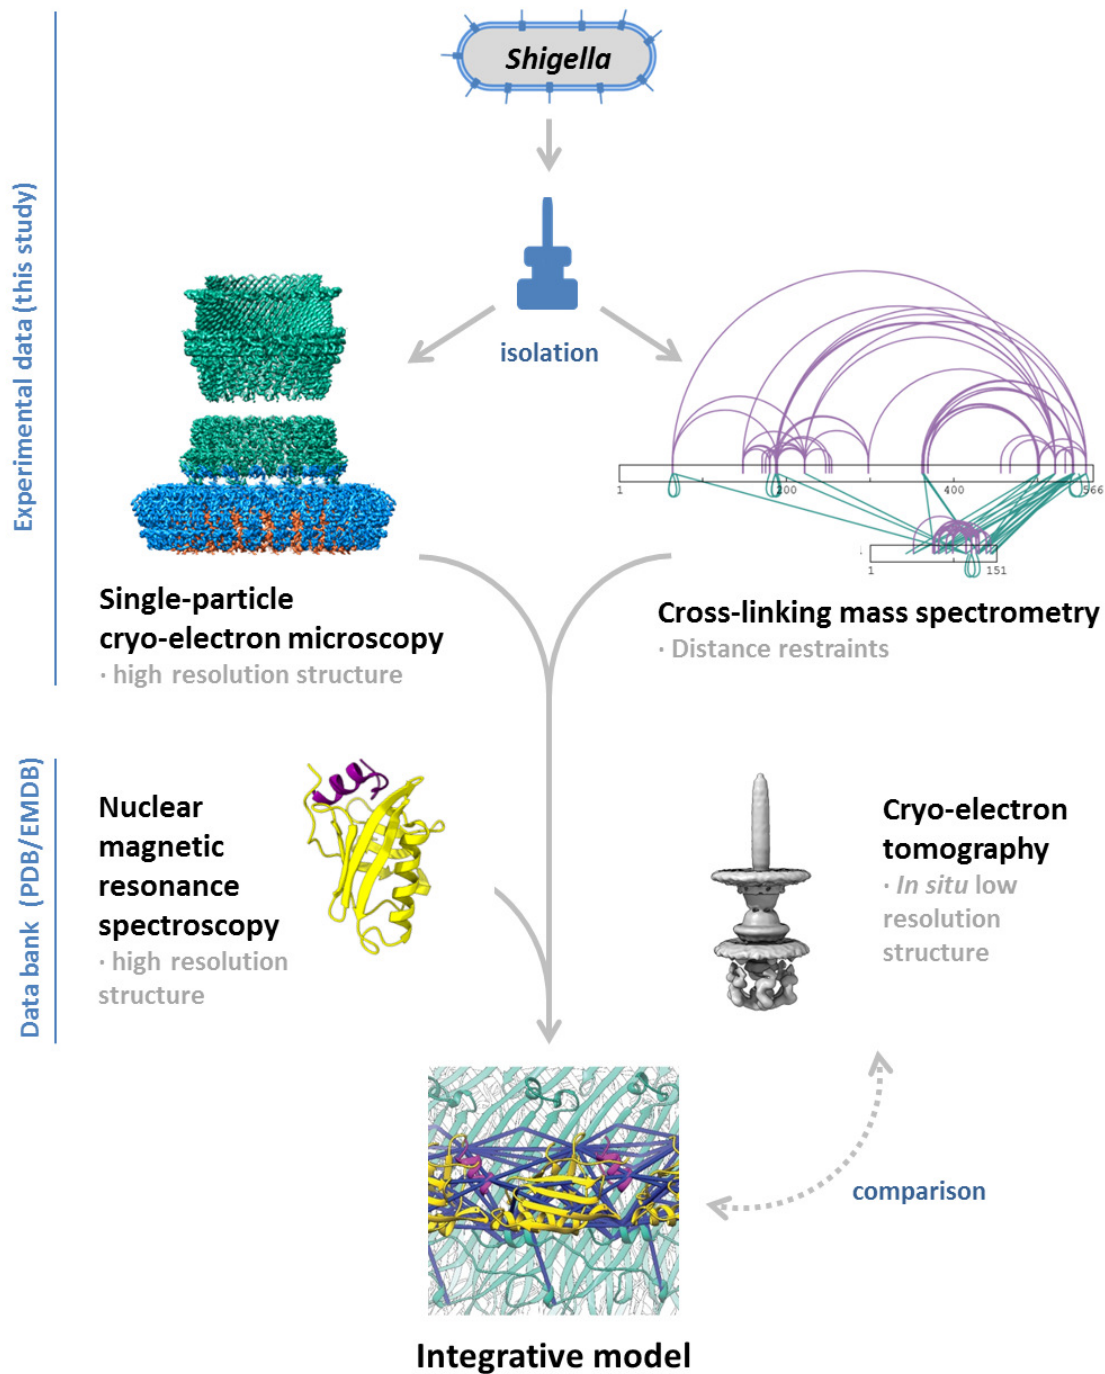 Shigella
Experimental data (this study)
isolation
1
200
400
566
1
151
Single-particle
cryo-electron microscopy
· high resolution structure
Cross-linking mass spectrometry
· Distance restraints
Data bank (PDB/EMDB)
Nuclear
magnetic
resonance
spectroscopy
· high resolution
structure
Cryo-electron
tomography
· In situ low
resolution
structure
comparison
Integrative model